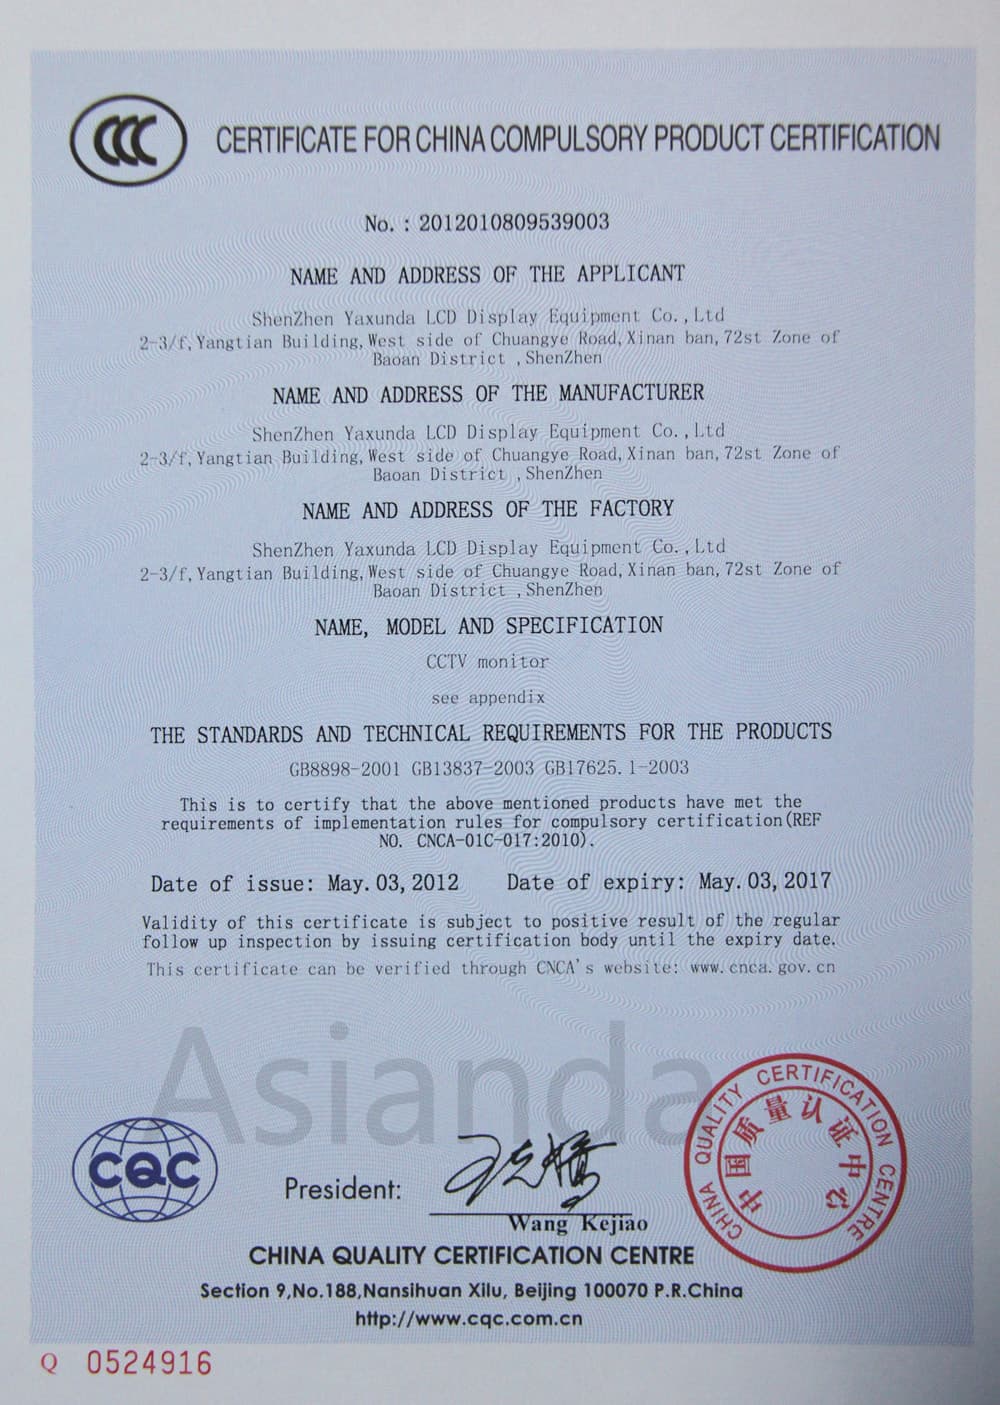 CCC
CERTIFICATE FOR CHINA COMPULSORY PRODUCT CERTIFICATION
No. : 2012010809539003
NAME AND ADDRESS OF THE APPLICANT
ShenZhen Yaxunda LCD Display Equipment Co.,Ltd
2-3/f,Yangtian Building,West side of Chuangye Road,Xinan ban,72st Zone of
Baoan District ,ShenZhen
NAME AND ADDRESS OF THE MANUFACTURER
ShenZhen Yaxunda LCD Display Equipment Co.,Ltd
2-3/f,Yangtian Building,West side of Chuangye Road,Xinan ban,72st Zone of
Baoan District ,ShenZhen
NAME AND ADDRESS OF THE FACTORY
ShenZhen Yaxunda LCD Display Equipment Co.,Ltd
2-3/f,Yangtian Building,West side of Chuangye Road,Xinan ban,72st Zone of
Baoan District ,ShenZhen
NAME, MODEL AND SPECIFICATION
CCTV monitor
see appendix
THE STANDARDS AND TECHNICAL REQUIREMENTS FOR THE PRODUCTS
GB8898-2001 GB13837-2003 GB17625.1-2003
This is to certify that the above mentioned products have met the
requirements of implementation rules for compulsory certification(REF
NO. CNCA-01C-017:2010).
Date of issue: May.03,2012 Date of expiry: May.03,2017
Validity of this certificate is subject to positive result of the regular
follow up inspection by issuing certification body until the expiry date.
This certificate can be verified through CNCA's website: www.cnca.gov.cn
Asianda
CHINA QUALITY CERTIFICATION CENTRE
中国质量认证中心
CQC
President:
Wang Kejiao
CHINA QUALITY CERTIFICATION CENTRE
Section 9,No.188,Nansihuan Xilu, Beijing 100070 P.R.China
http://www.cqc.com.cn
Q 0524916